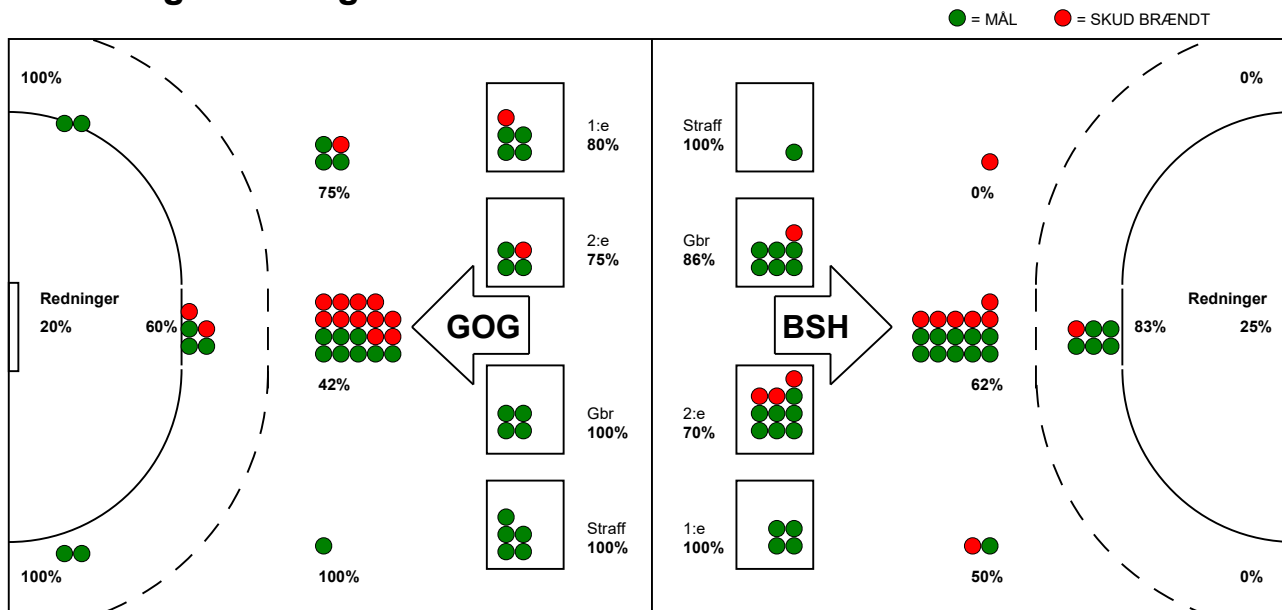 = MÅL
= SKUD BRÆNDT
100%
1:e
80%
75%
2:e
75%
Redninger
20%
60%
GOG
42%
Gbr
100%
Straff
100%
100%
100%
Straff
100%
0%
0%
Gbr
86%
BSH
Redninger
83%
25%
62%
2:e
70%
1:e
100%
50%
0%